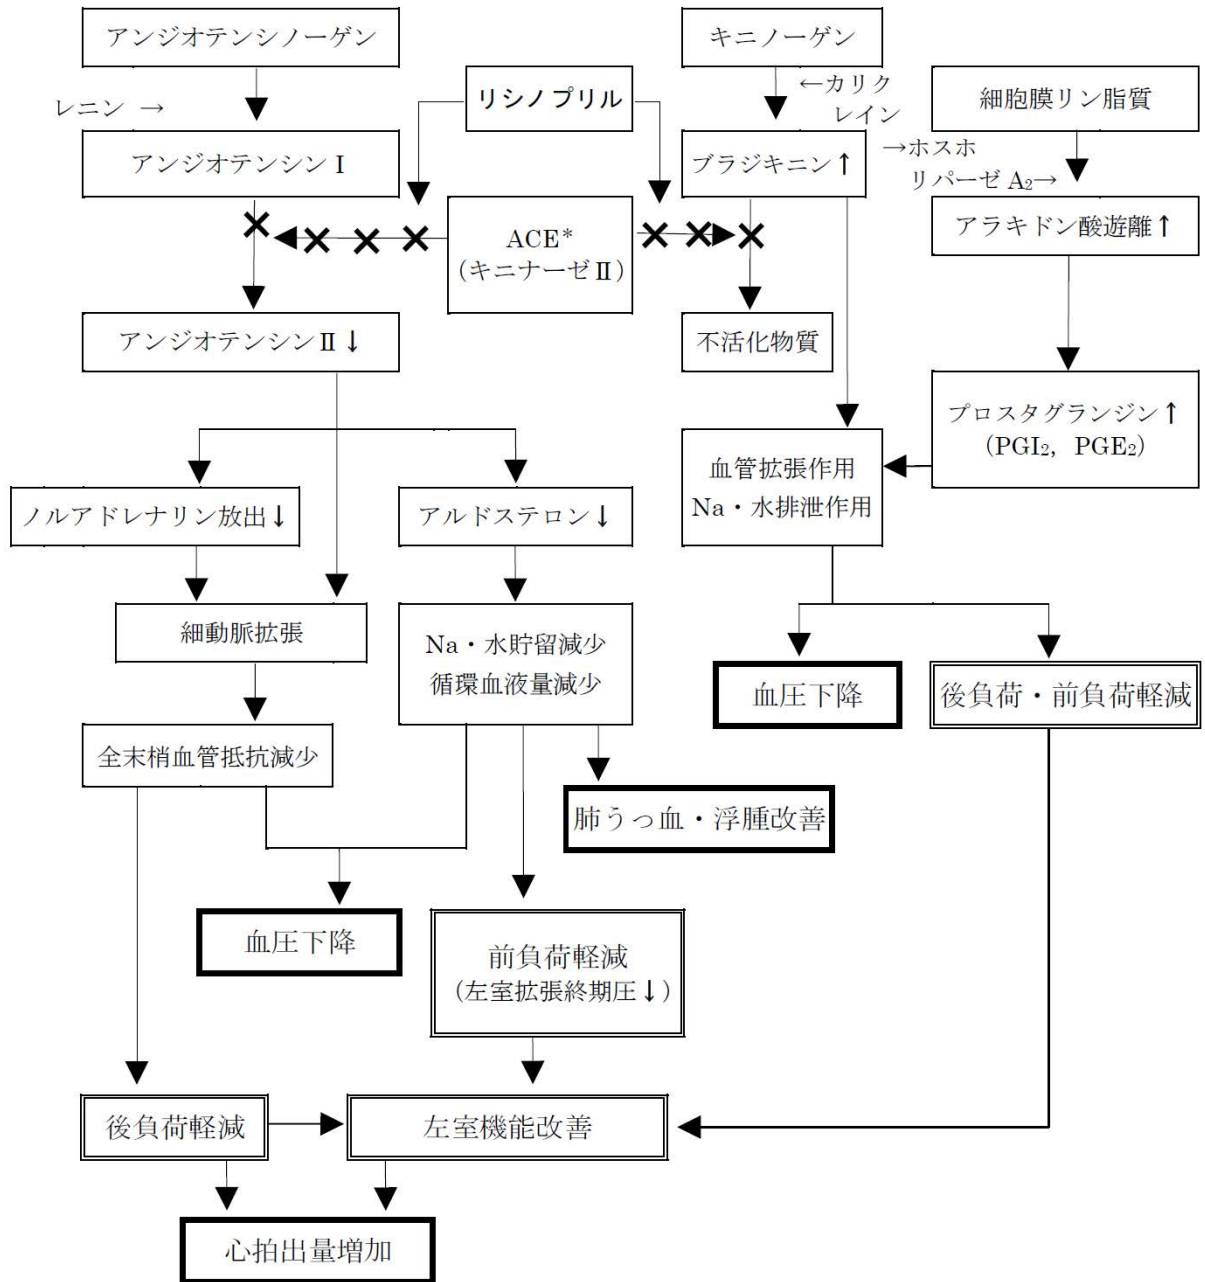 アンジオテンシノーゲン
キニノーゲン
レニン →
リシノプリル
←カリク
レイン
細胞膜リン脂質
アンジオテンシンⅠ
ブラジキニン↑
→ホスホ
リパーゼ A₂→
ACE*
(キニナーゼⅡ)
アラキドン酸遊離↑
アンジオテンシンⅡ↓
不活化物質
プロスタグランジン↑
(PGI₂, PGE₂)
血管拡張作用
Na・水排泄作用
ノルアドレナリン放出↓
アルドステロン↓
細動脈拡張
Na・水貯留減少
循環血液量減少
血圧下降
後負荷・前負荷軽減
全末梢血管抵抗減少
肺うっ血・浮腫改善
血圧下降
前負荷軽減
(左室拡張終期圧↓)
後負荷軽減
左室機能改善
心拍出量増加